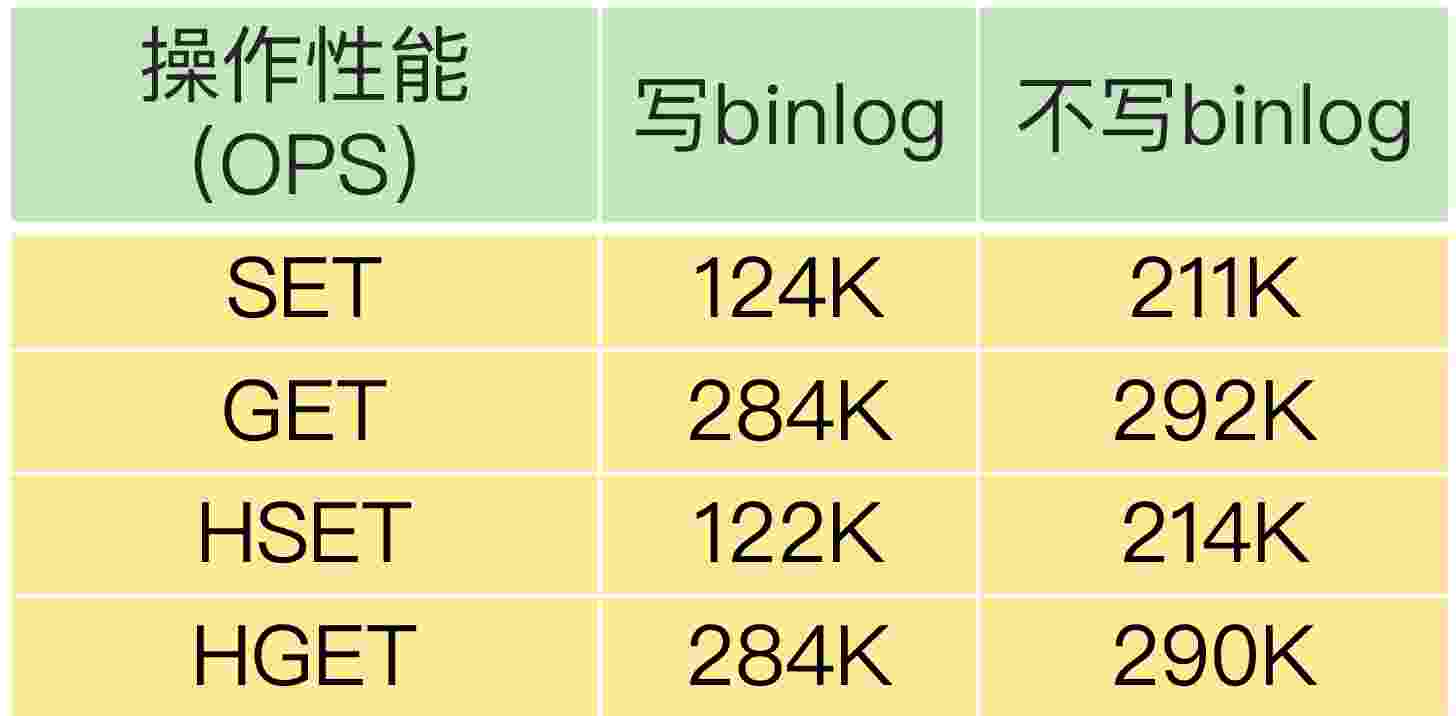 操作性能
(OPS)
写binlog
不写binlog
SET
124K
211K
GET
284K
292K
HSET
122K
214K
HGET
284K
290K